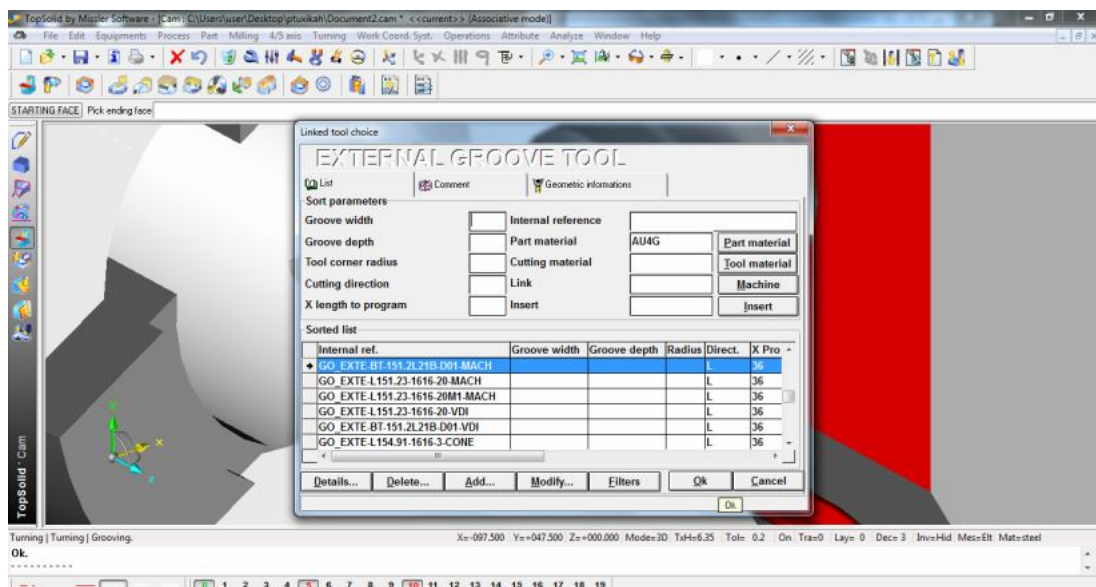 TopSolid by Missler Software - [Cam : C:\Users\user\Desktop\ptuxikah\Document2.cam * <<current>> (Associative mode)]
File Edit Equipments Process Part Milling 4/5 axis Turning Work Coord. Syst. Operations Attribute Analyze Window Help
STARTING FACE Pick ending face
Linked tool choice
EXTERNAL GROOVE TOOL
List Comment Geometric informations
Sort parameters
Groove width Internal reference
Groove depth Part material AU4G Part material
Tool corner radius Cutting material Tool material
Cutting direction Link Machine
X length to program Insert Insert
Sorted list
Internal ref. Groove width Groove depth Radius Direct. X Pro
GO_EXTE-BT-151.2L21B-D01-MACH L 36
GO_EXTE-L151.23-1616-20-MACH L 36
GO_EXTE-L151.23-1616-20M1-MACH L 36
GO_EXTE-L151.23-1616-20-VDI L 36
GO_EXTE-BT-151.2L21B-D01-VDI L 36
GO_EXTE-L154.91-1616-3-CONE L 36
Details... Delete... Add... Modify... Filters Ok Cancel
Ok
TopSolid'Cam
Y X Z
Turning | Turning | Grooving. X=-097.500 Y=+047.500 Z=+000.000 Mode=3D TxH=6.35 Tol= 0.2 On Tra=0 Lay= 0 Dec= 3 Inv=Hid Mes=Elt Mat=steel
Ok.
----------
0 1 2 3 4 5 6 7 8 9 10 11 12 13 14 15 16 17 18 19